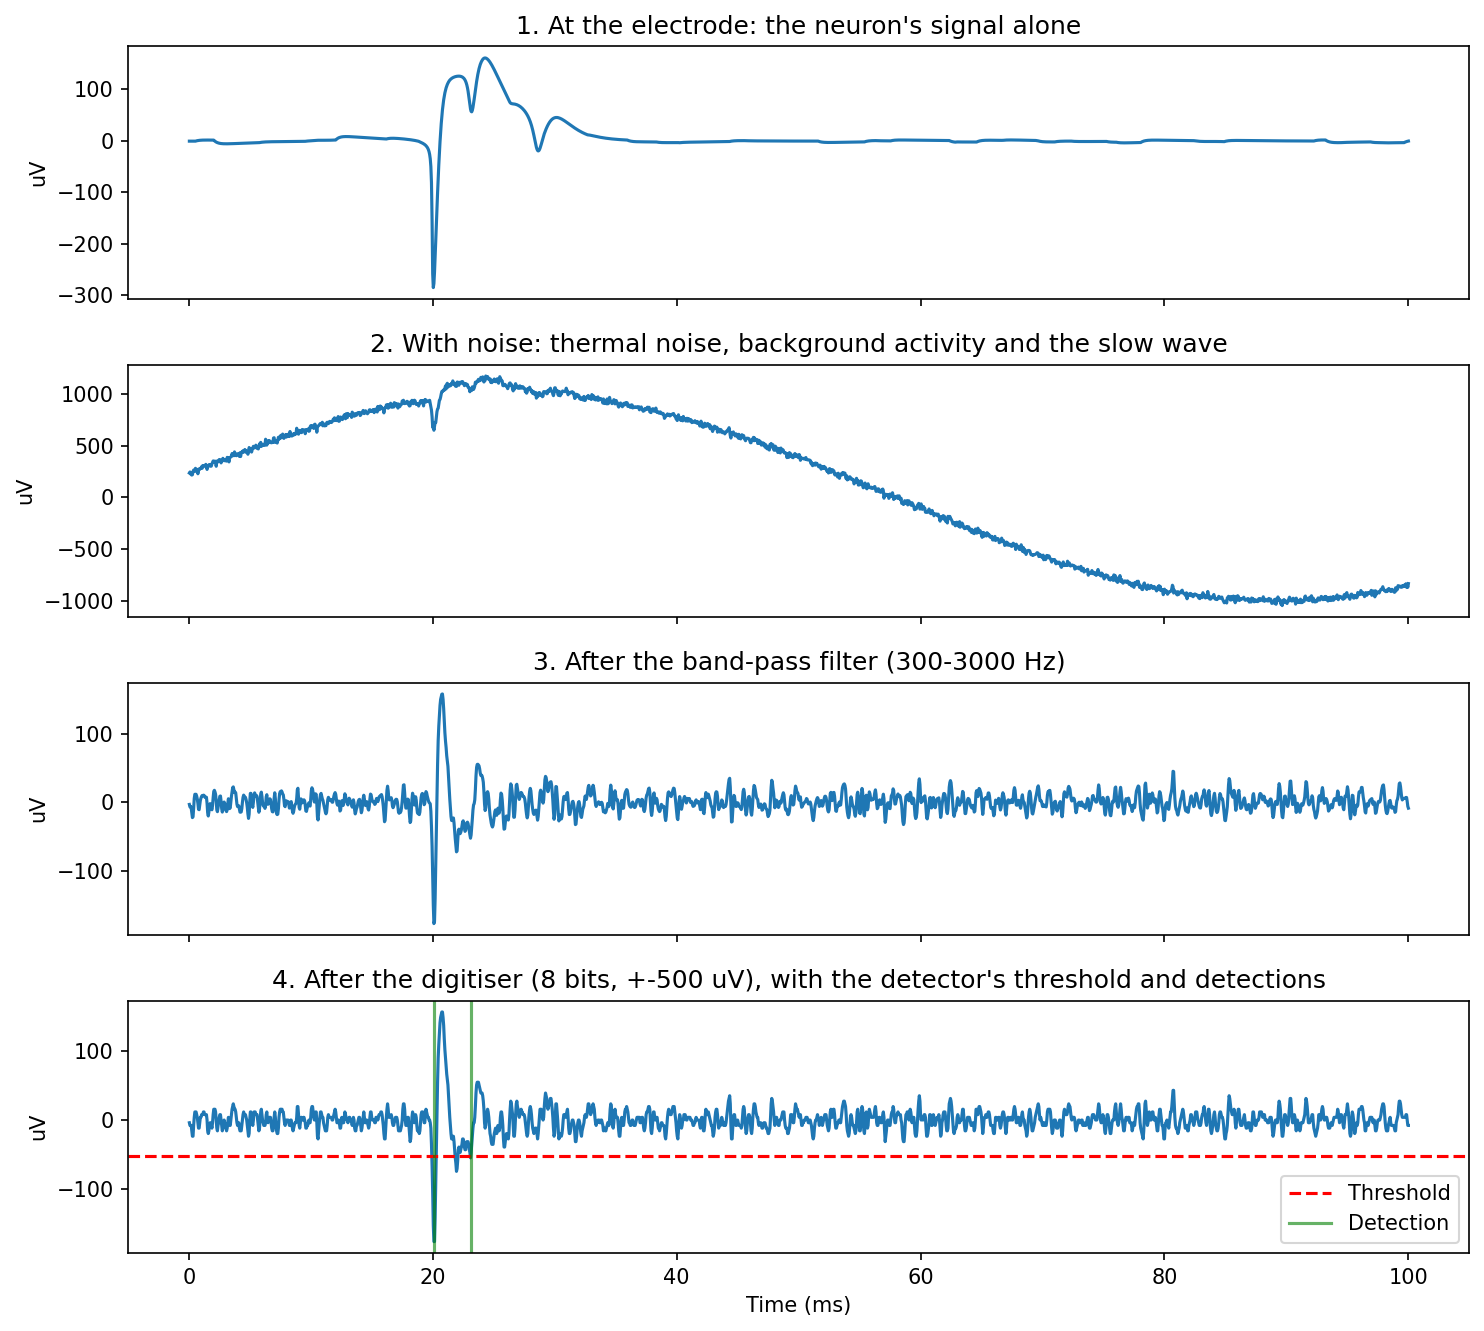 1. At the electrode: the neuron's signal alone
100
0
−100
−200
−300
uV
2. With noise: thermal noise, background activity and the slow wave
1000
500
0
−500
−1000
uV
3. After the band-pass filter (300-3000 Hz)
100
0
−100
uV
4. After the digitiser (8 bits, +-500 uV), with the detector's threshold and detections
100
0
−100
uV
Threshold
Detection
0 20 40 60 80 100
Time (ms)